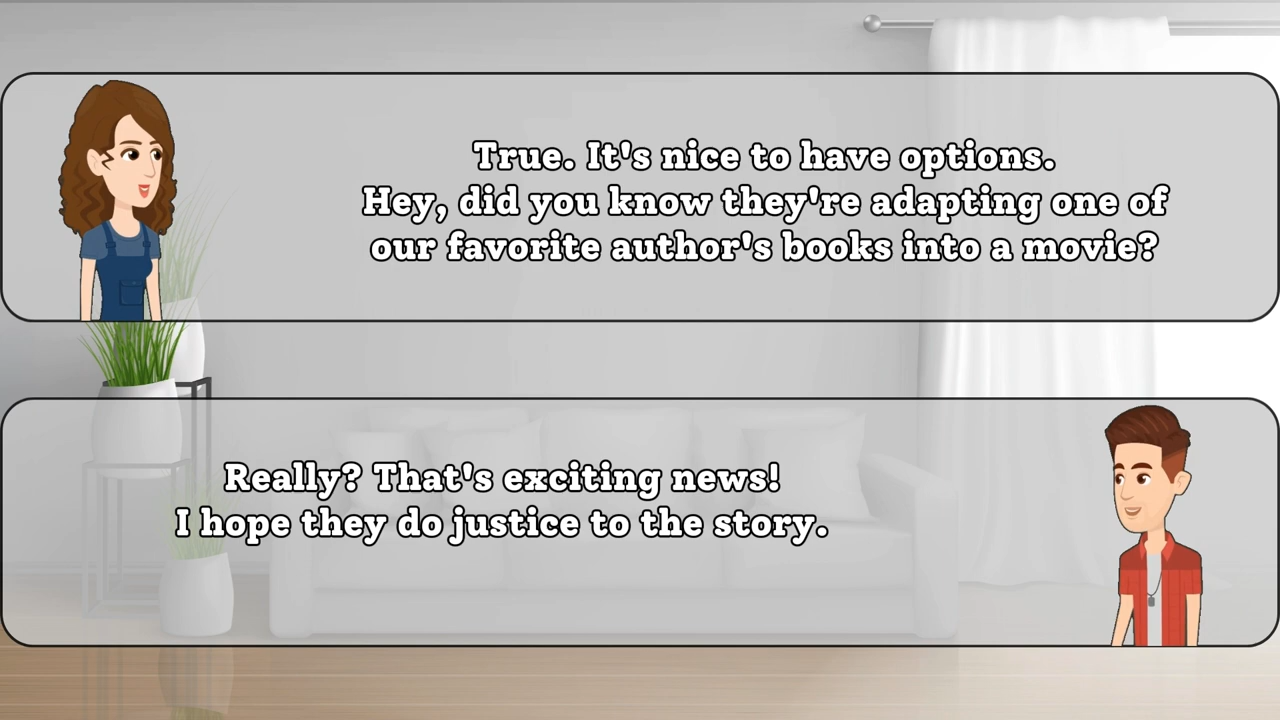 True. It's nice to have options.
Hey, did you know they're adapting one of
our favorite author's books into a movie?
Really? That's exciting news!
I hope they do justice to the story.